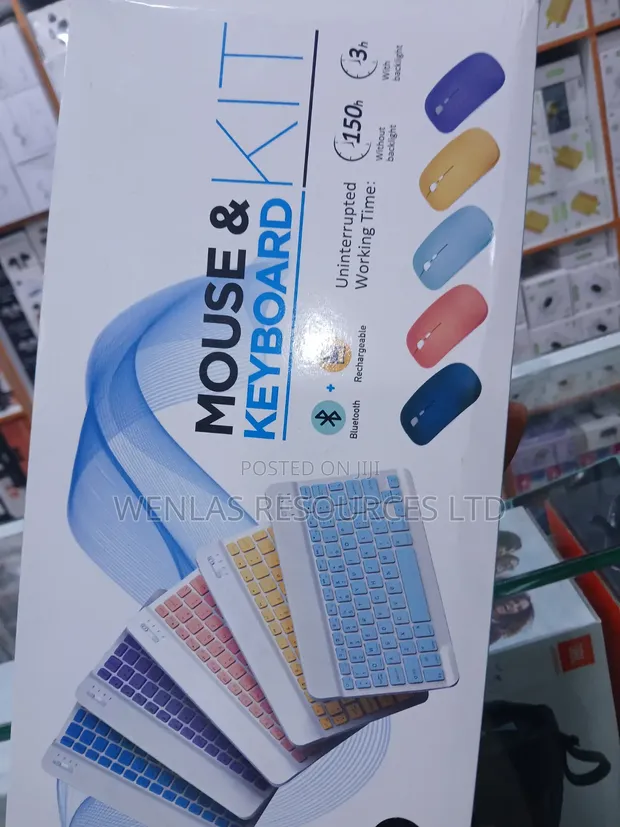 MOUSE &
KEYBOARD
KIT
Bluetooth
+
Rechargeable
Uninterrupted
Working Time:
150h
Without
backlight
3h
With
backlight
POSTED ON JIJI
WENLAS RESOURCES LTD
JBL